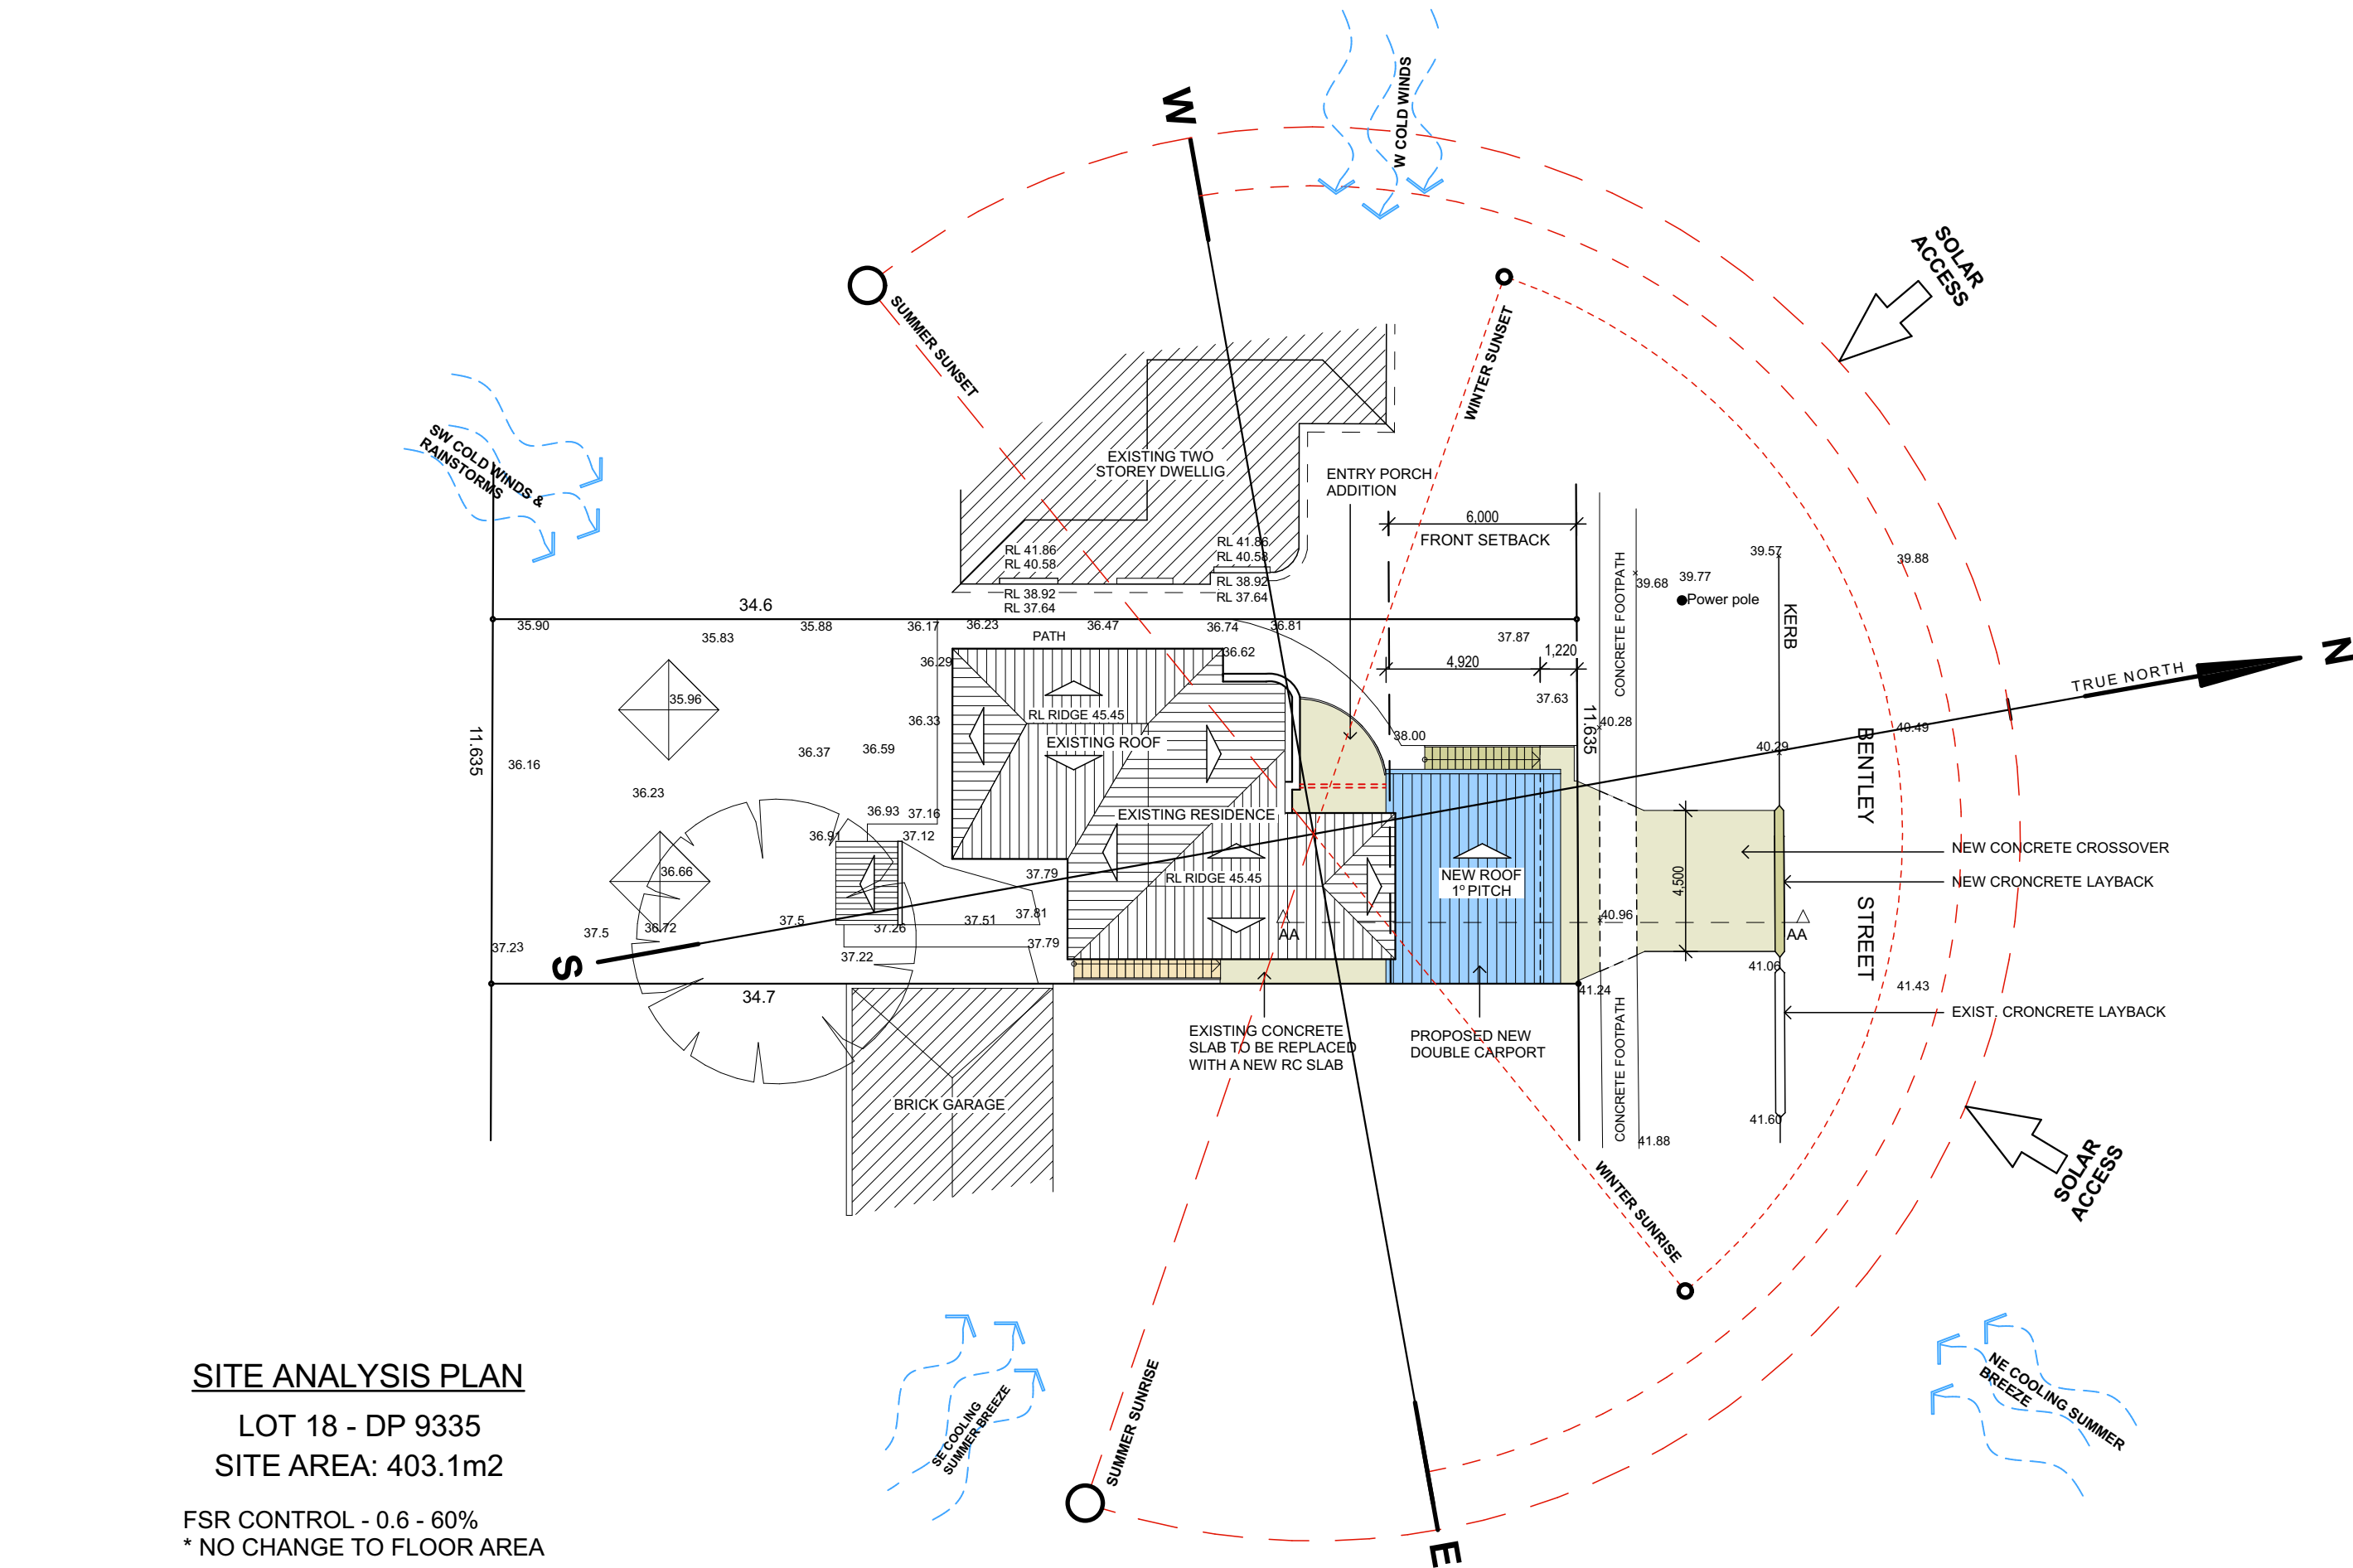 W
W COLD WINDS
SOLAR
ACCESS
SUMMER SUNSET
WINTER SUNSET
SW COLD WINDS &
RAINSTORMS
EXISTING TWO
STOREY DWELLIG
ENTRY PORCH
ADDITION
6,000
FRONT SETBACK
RL 41.86
RL 40.58
RL 41.86
RL 40.58
RL 38.92
RL 37.64
RL 38.92
RL 37.64
CONCRETE FOOTPATH
39.57
39.88
39.68
39.77
Power pole
KERB
34.6
35.90
35.83
35.88
36.17
36.23
36.47
36.74
36.81
37.87
PATH
36.62
36.29
4,920
1,220
N
TRUE NORTH
35.96
37.63
RL RIDGE 45.45
36.33
40.28
11.635
11.635
38.00
40.29
40.49
EXISTING ROOF
36.37
36.59
36.16
36.23
BENTLEY
STREET
36.93
37.16
EXISTING RESIDENCE
36.91
37.12
NEW CONCRETE CROSSOVER
36.66
37.79
RL RIDGE 45.45
NEW ROOF
1º PITCH
4,500
NEW CRONCRETE LAYBACK
37.5
37.51
37.81
40.96
37.5
36.72
37.26
AA
AA
37.23
37.79
37.22
S
41.06
41.24
41.43
34.7
EXIST. CRONCRETE LAYBACK
EXISTING CONCRETE
SLAB TO BE REPLACED
WITH A NEW RC SLAB
PROPOSED NEW
DOUBLE CARPORT
CONCRETE FOOTPATH
BRICK GARAGE
41.60
41.88
SOLAR
ACCESS
WINTER SUNRISE
SUMMER SUNRISE
SE COOLING
SUMMER BREEZE
NE COOLING SUMMER
BREEZE
E
SITE ANALYSIS PLAN
LOT 18 - DP 9335
SITE AREA: 403.1m2
FSR CONTROL - 0.6 - 60%
* NO CHANGE TO FLOOR AREA